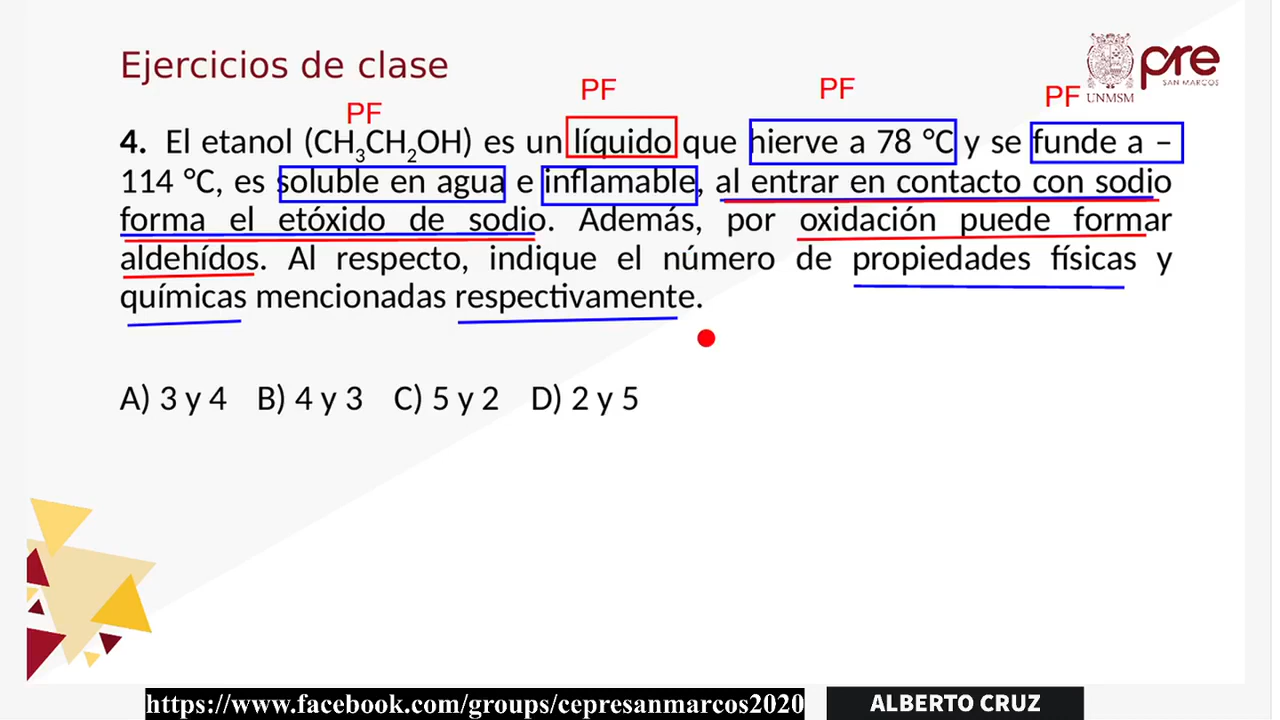 Ejercicios de clase
pre
SAN MARCOS
UNMSM
PF PF PF PF
4. El etanol (CH3CH2OH) es un líquido que hierve a 78 °C y se funde a –
114 °C, es soluble en agua e inflamable, al entrar en contacto con sodio
forma el etóxido de sodio. Además, por oxidación puede formar
aldehídos. Al respecto, indique el número de propiedades físicas y
químicas mencionadas respectivamente.
A) 3 y 4 B) 4 y 3 C) 5 y 2 D) 2 y 5
https://www.facebook.com/groups/cepresanmarcos2020
ALBERTO CRUZ